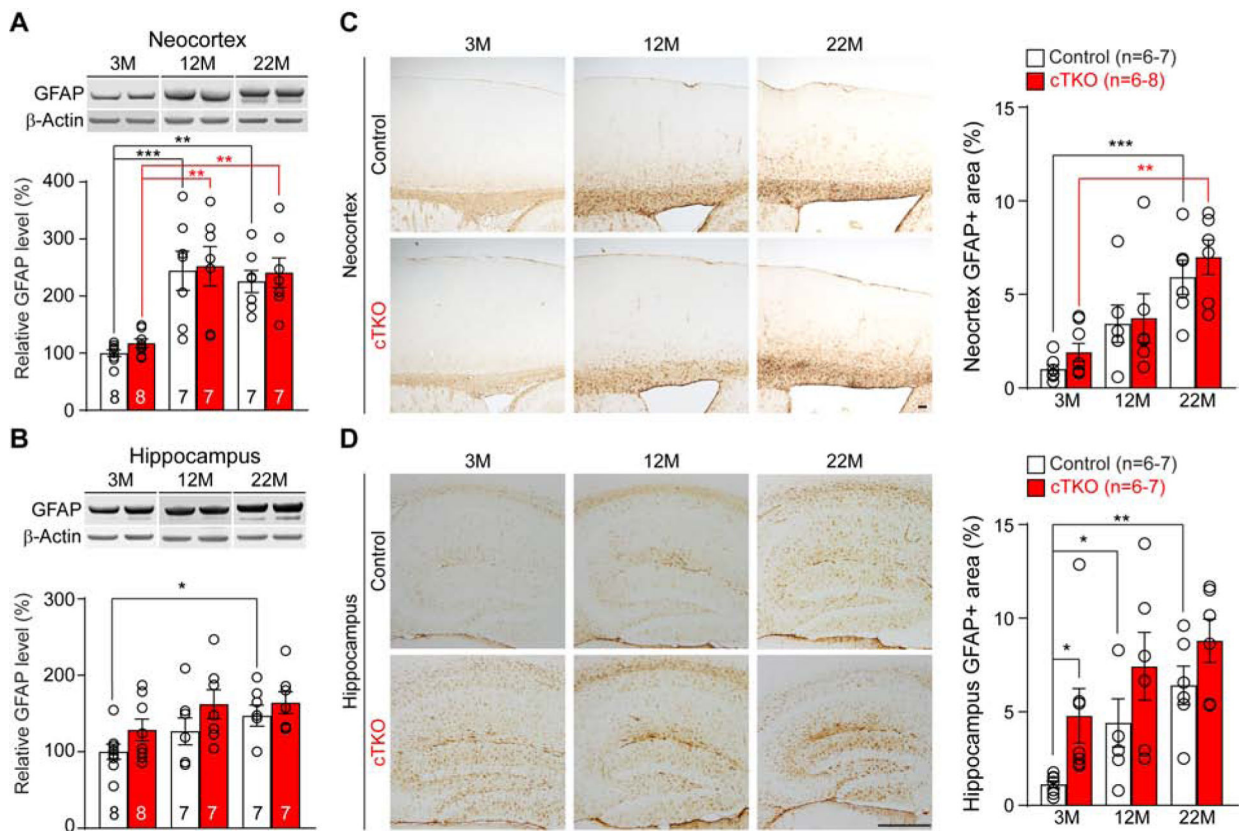 A
Neocortex
3M 12M 22M
GFAP
β-Actin
**
***
**
**
400
300
200
100
0
Relative GFAP level (%)
8 8 7 7 7 7
B
Hippocampus
3M 12M 22M
GFAP
β-Actin
*
300
200
150
100
0
Relative GFAP level (%)
8 8 7 7 7 7
C
3M 12M 22M
Neocortex
Control
cTKO
Control (n=6-7)
cTKO (n=6-8)
15
10
5
0
Neocrtex GFAP+ area (%)
***
**
3M 12M 22M
D
3M 12M 22M
Hippocampus
Control
cTKO
Control (n=6-7)
cTKO (n=6-7)
15
10
5
0
Hippocampus GFAP+ area (%)
**
*
*
3M 12M 22M